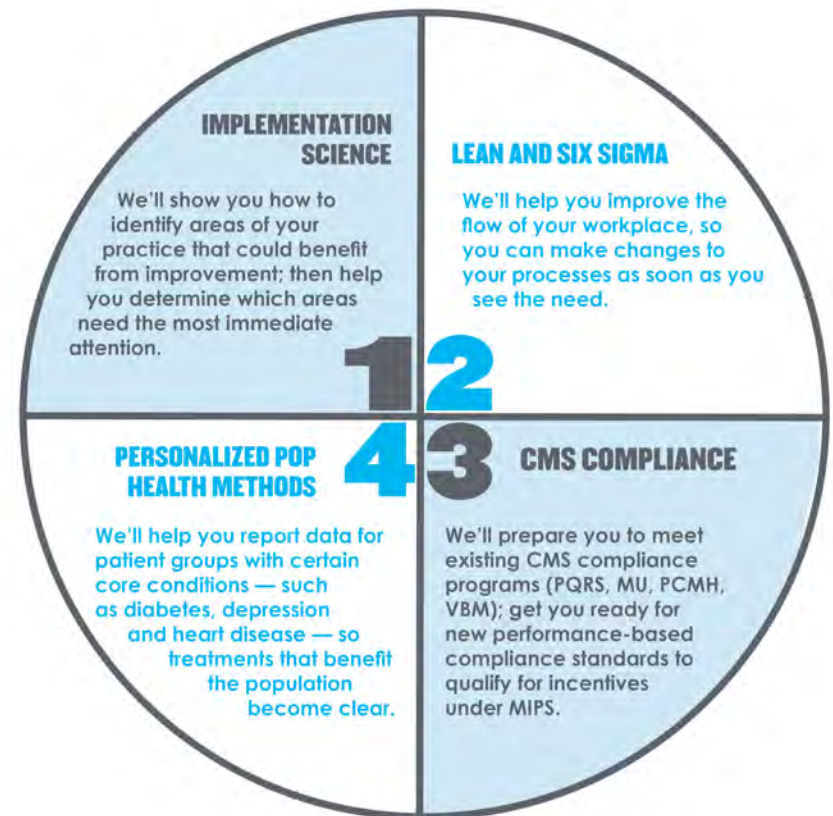 IMPLEMENTATION
SCIENCE
We'll show you how to
identify areas of your
practice that could benefit
from improvement; then help
you determine which areas
need the most immediate
attention.
1
LEAN AND SIX SIGMA
We'll help you improve the
flow of your workplace, so
you can make changes to
your processes as soon as you
see the need.
2
3
CMS COMPLIANCE
We'll prepare you to meet
existing CMS compliance
programs (PQRS, MU, PCMH,
VBM); get you ready for
new performance-based
compliance standards to
qualify for incentives
under MIPS.
4
PERSONALIZED POP
HEALTH METHODS
We'll help you report data for
patient groups with certain
core conditions — such
as diabetes, depression
and heart disease — so
treatments that benefit
the population
become clear.